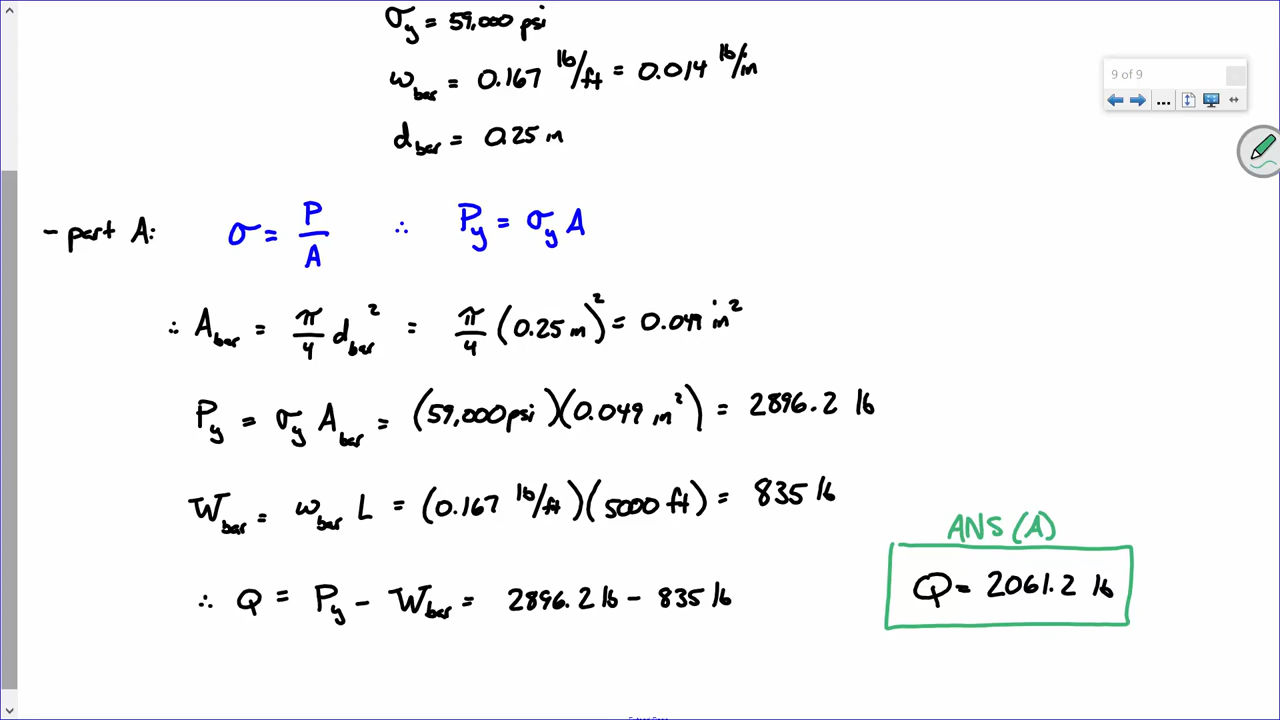 σy = 59,000 psi
wbar = 0.167 lb/ft = 0.014 lb/in
dbar = 0.25 in
9 of 9
- part A: σ = P/A ∴ Py = σy A
∴ Abar = π/4 dbar² = π/4 (0.25 in)² = 0.049 in²
Py = σy Abar = (59,000 psi)(0.049 in²) = 2896.2 lb
Wbar = wbar L = (0.167 lb/ft)(5000 ft) = 835 lb
ANS (A)
∴ Q = Py - Wbar = 2896.2 lb - 835 lb
Q = 2061.2 lb